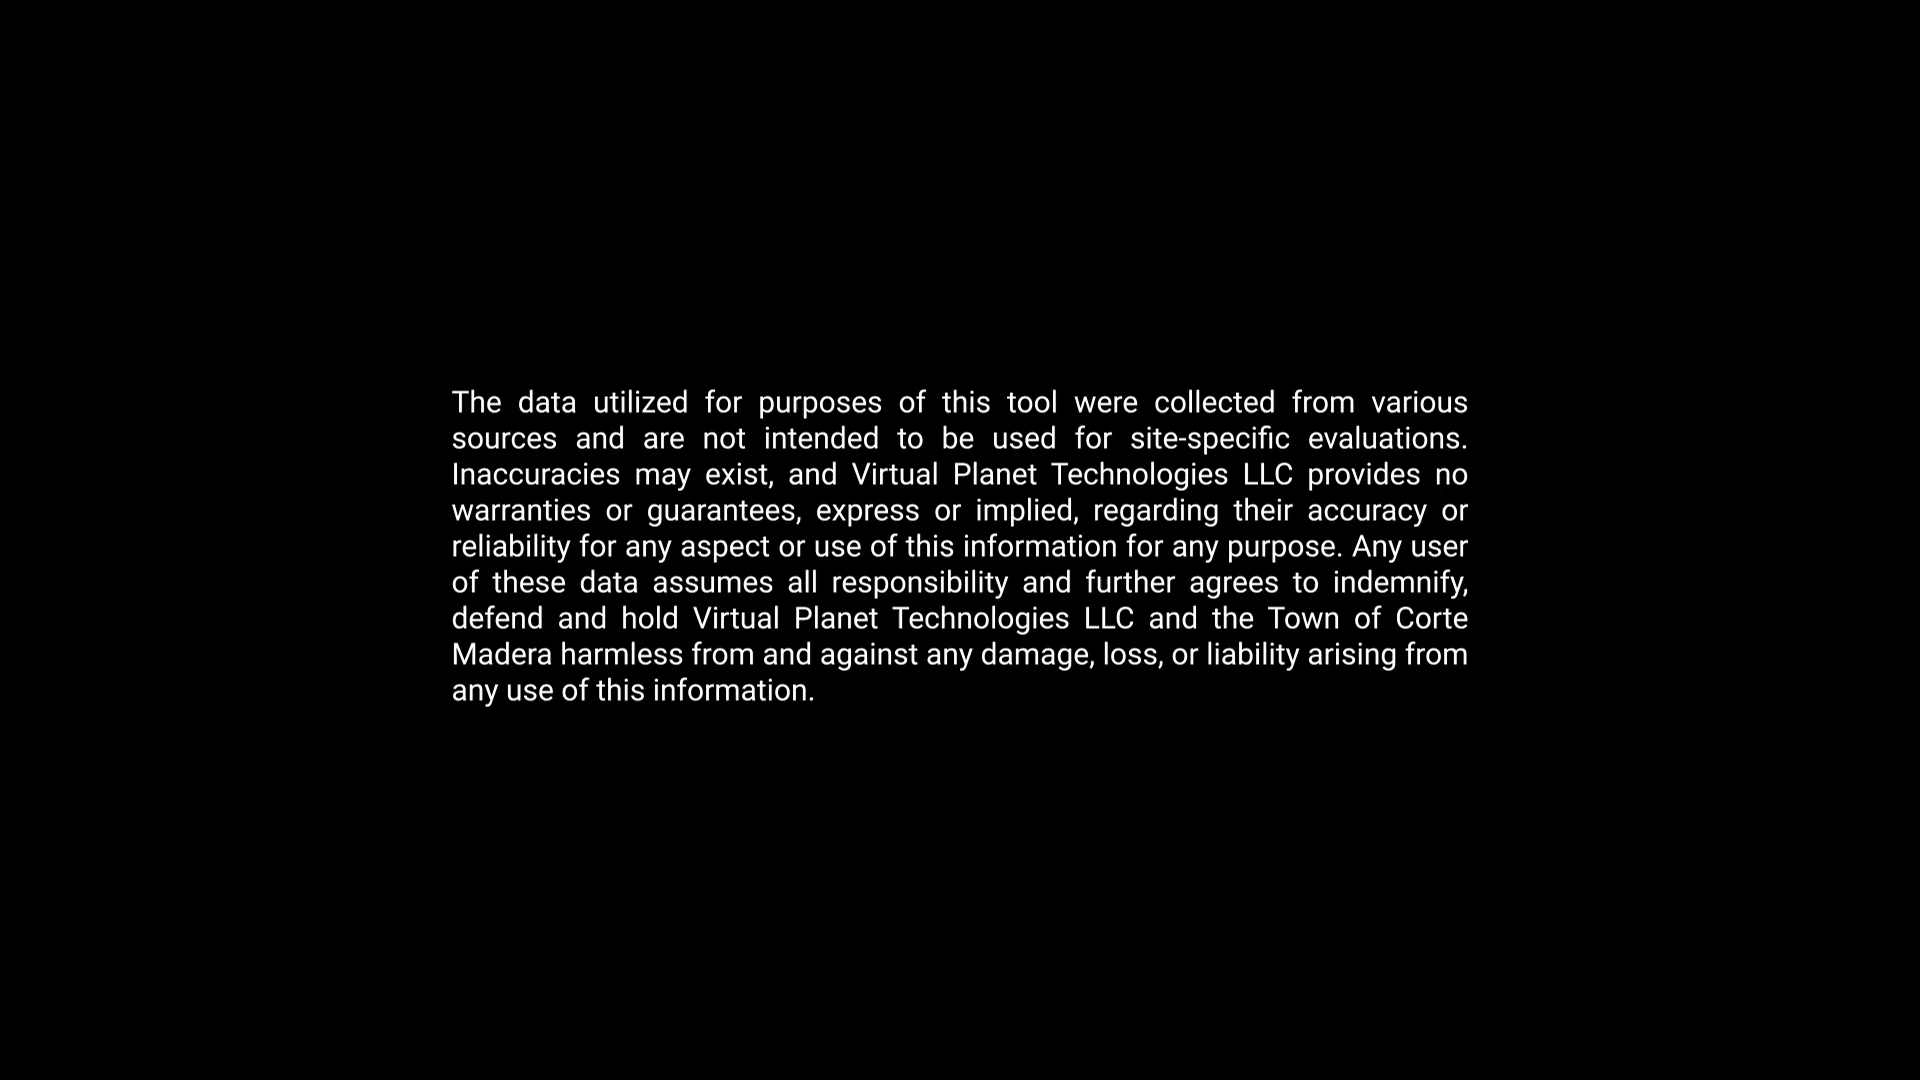 The data utilized for purposes of this tool were collected from various
sources and are not intended to be used for site-specific evaluations.
Inaccuracies may exist, and Virtual Planet Technologies LLC provides no
warranties or guarantees, express or implied, regarding their accuracy or
reliability for any aspect or use of this information for any purpose. Any user
of these data assumes all responsibility and further agrees to indemnify,
defend and hold Virtual Planet Technologies LLC and the Town of Corte
Madera harmless from and against any damage, loss, or liability arising from
any use of this information.